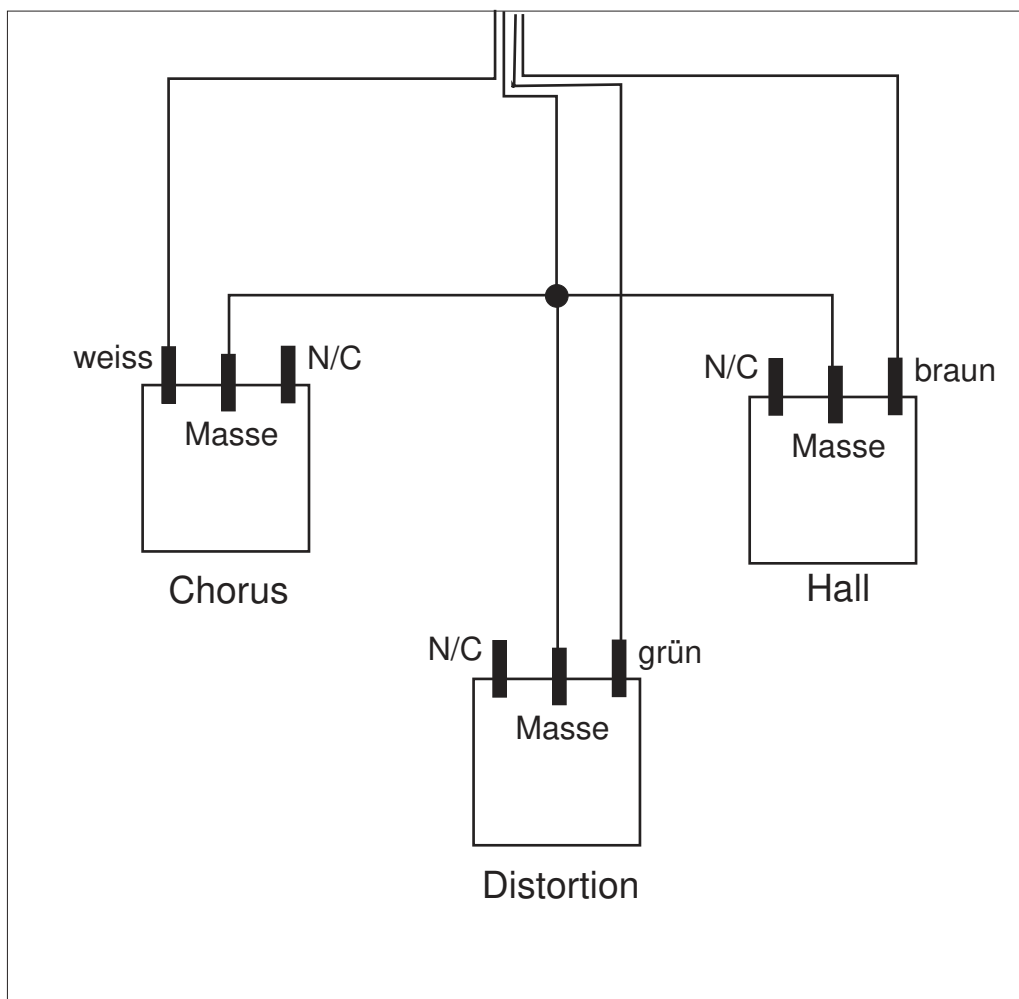 weiss
N/C
Masse
Chorus
N/C
braun
Masse
Hall
N/C
grün
Masse
Distortion